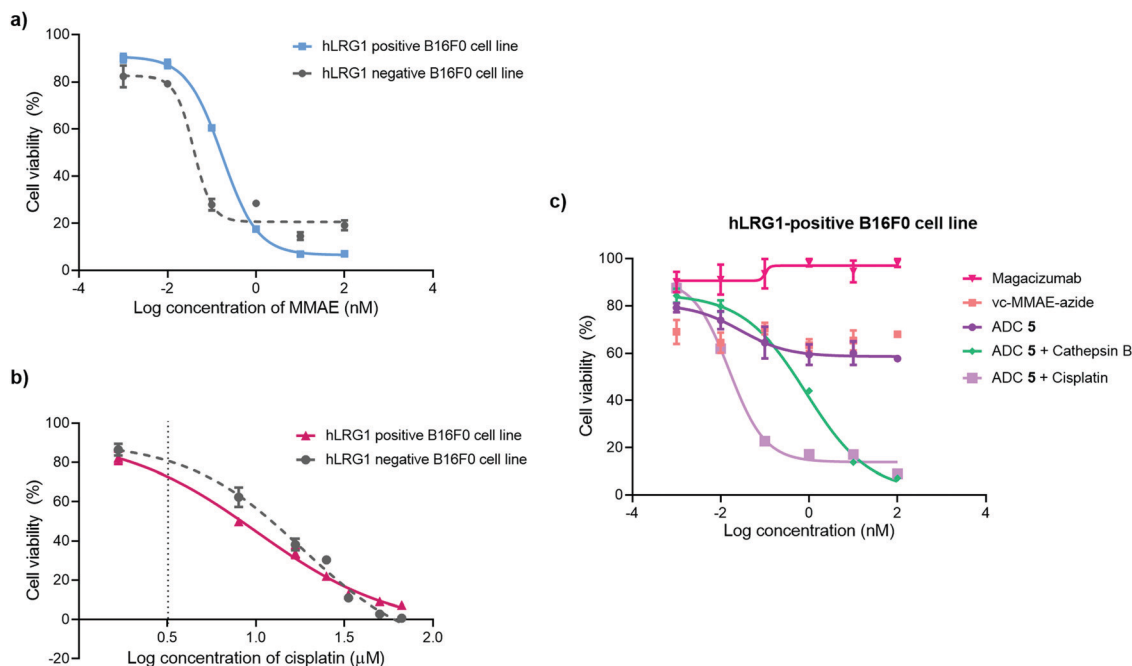 a)
100
80
60
40
20
0
Cell viability (%)
-4
-2
0
2
4
Log concentration of MMAE (nM)
hLRG1 positive B16F0 cell line
hLRG1 negative B16F0 cell line
b)
100
80
60
40
20
0
-20
Cell viability (%)
0.5
1.0
1.5
2.0
Log concentration of cisplatin (μM)
hLRG1 positive B16F0 cell line
hLRG1 negative B16F0 cell line
c)
hLRG1-positive B16F0 cell line
100
80
60
40
20
0
Cell viability (%)
-4
-2
0
2
4
Log concentration (nM)
Magacizumab
vc-MMAE-azide
ADC 5
ADC 5 + Cathepsin B
ADC 5 + Cisplatin